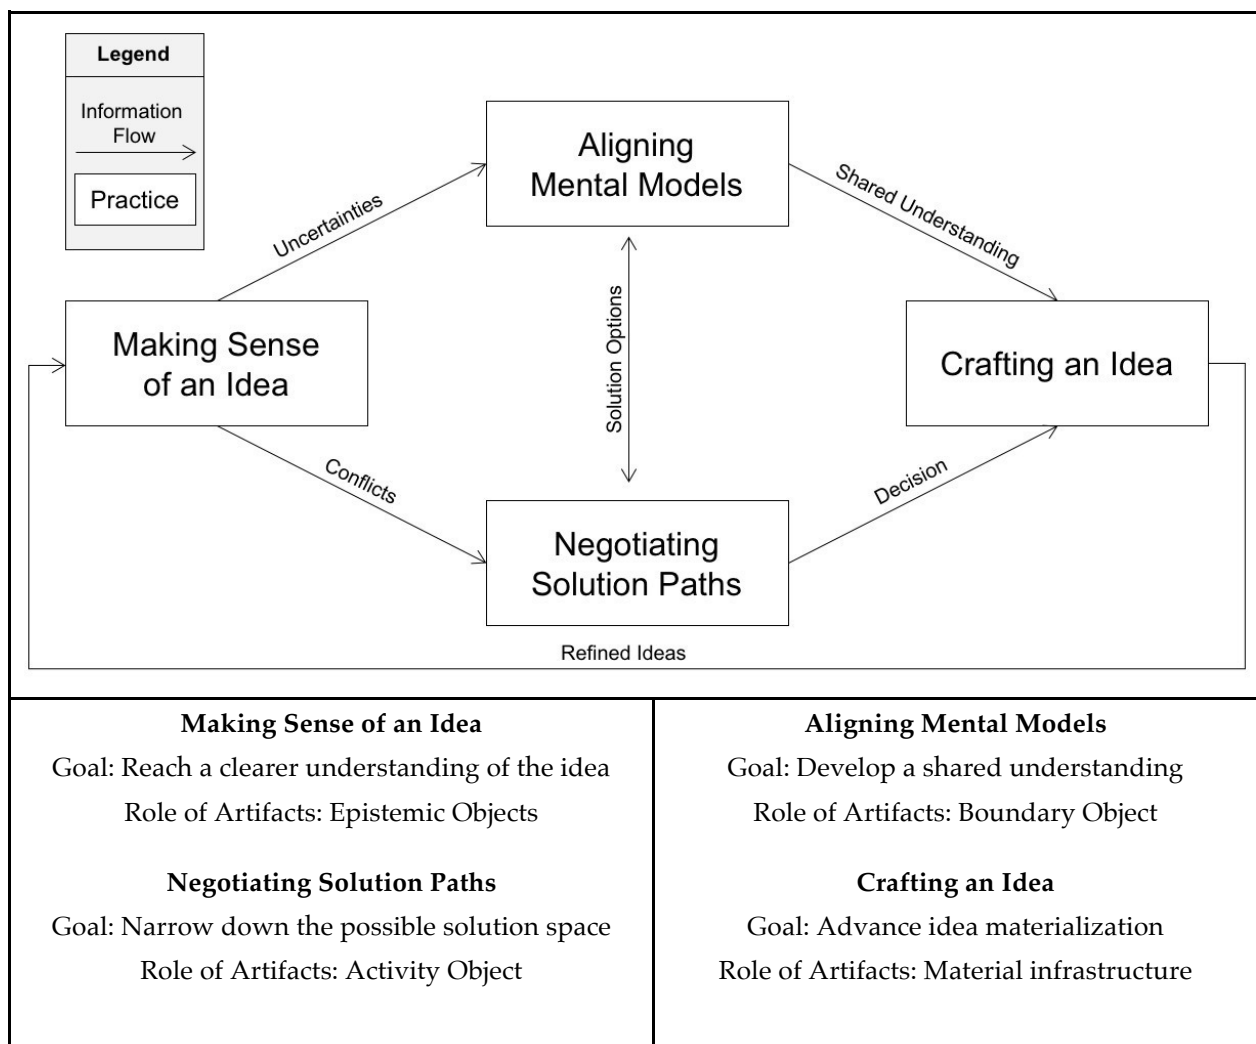 Legend
Information
Flow
Practice
Aligning
Mental Models
Uncertainties
Shared Understanding
Making Sense
of an Idea
Solution Options
Crafting an Idea
Conflicts
Decision
Negotiating
Solution Paths
Refined Ideas
Making Sense of an Idea
Goal: Reach a clearer understanding of the idea
Role of Artifacts: Epistemic Objects
Negotiating Solution Paths
Goal: Narrow down the possible solution space
Role of Artifacts: Activity Object
Aligning Mental Models
Goal: Develop a shared understanding
Role of Artifacts: Boundary Object
Crafting an Idea
Goal: Advance idea materialization
Role of Artifacts: Material infrastructure